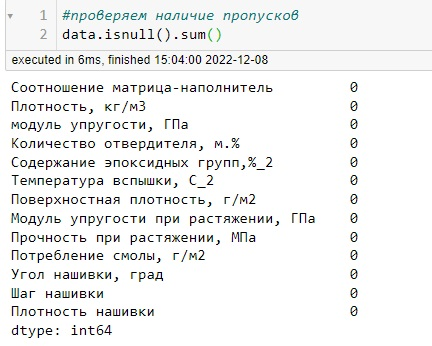 1 #проверяем наличие пропусков
2 data.isnull().sum()
executed in 6ms, finished 15:04:00 2022-12-08
Соотношение матрица-наполнитель 0
Плотность, кг/м3 0
модуль упругости, ГПа 0
Количество отвердителя, м.% 0
Содержание эпоксидных групп,%_2 0
Температура вспышки, С_2 0
Поверхностная плотность, г/м2 0
Модуль упругости при растяжении, ГПа 0
Прочность при растяжении, МПа 0
Потребление смолы, г/м2 0
Угол нашивки, град 0
Шаг нашивки 0
Плотность нашивки 0
dtype: int64